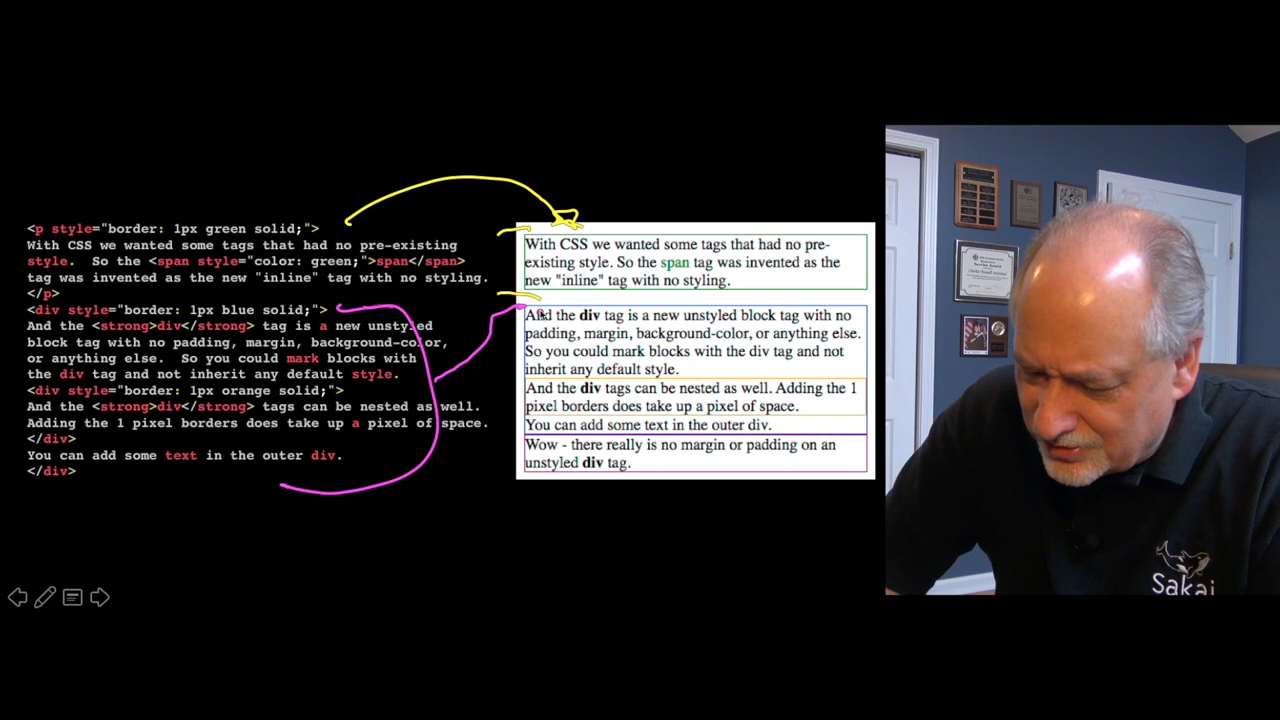 <p style="border: 1px green solid;">
With CSS we wanted some tags that had no pre-existing
style.  So the <span style="color: green;">span</span>
tag was invented as the new "inline" tag with no styling.
</p>
<div style="border: 1px blue solid;">
And the <strong>div</strong> tag is a new unstyled
block tag with no padding, margin, background-color,
or anything else.  So you could mark blocks with
the div tag and not inherit any default style.
<div style="border: 1px orange solid;">
And the <strong>div</strong> tags can be nested as well.
Adding the 1 pixel borders does take up a pixel of space.
</div>
You can add some text in the outer div.
</div>
With CSS we wanted some tags that had no pre-
existing style. So the span tag was invented as the
new "inline" tag with no styling.
And the div tag is a new unstyled block tag with no
padding, margin, background-color, or anything else.
So you could mark blocks with the div tag and not
inherit any default style.
And the div tags can be nested as well. Adding the 1
pixel borders does take up a pixel of space.
You can add some text in the outer div.
Wow - there really is no margin or padding on an
unstyled div tag.
Sakai